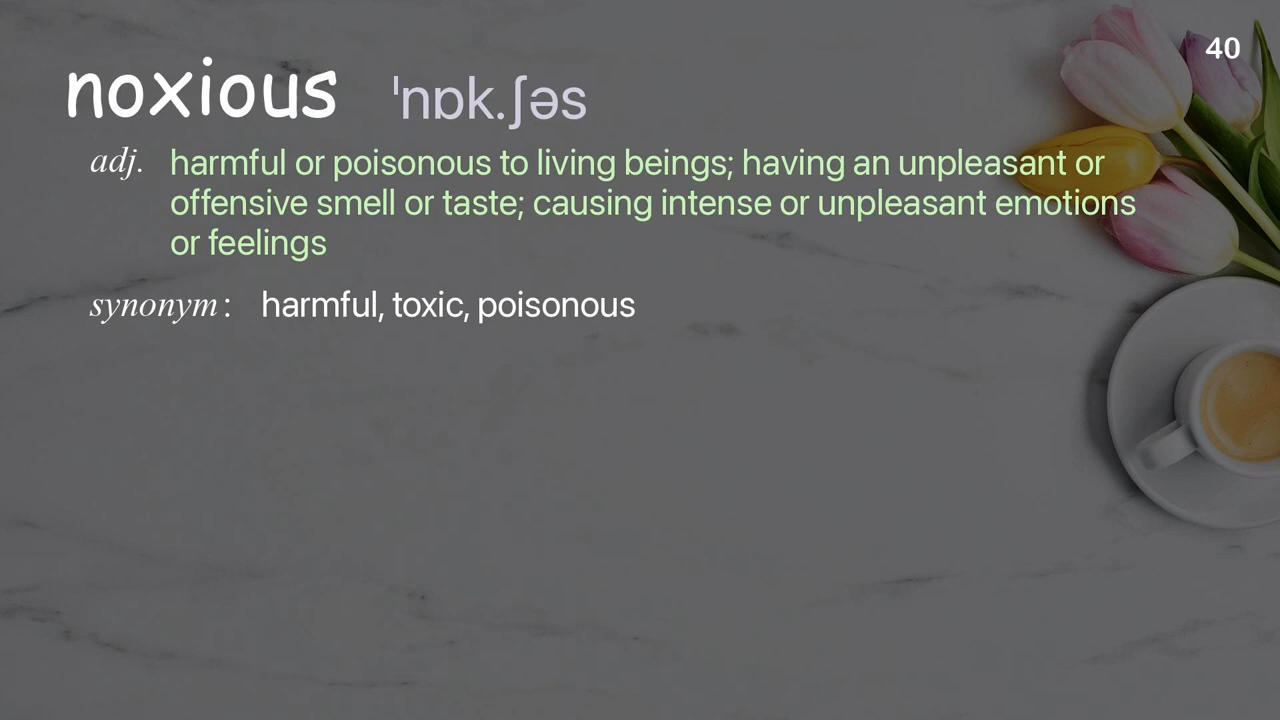 40
noxious ˈnɒk.ʃəs
adj. harmful or poisonous to living beings; having an unpleasant or
offensive smell or taste; causing intense or unpleasant emotions
or feelings
synonym : harmful, toxic, poisonous